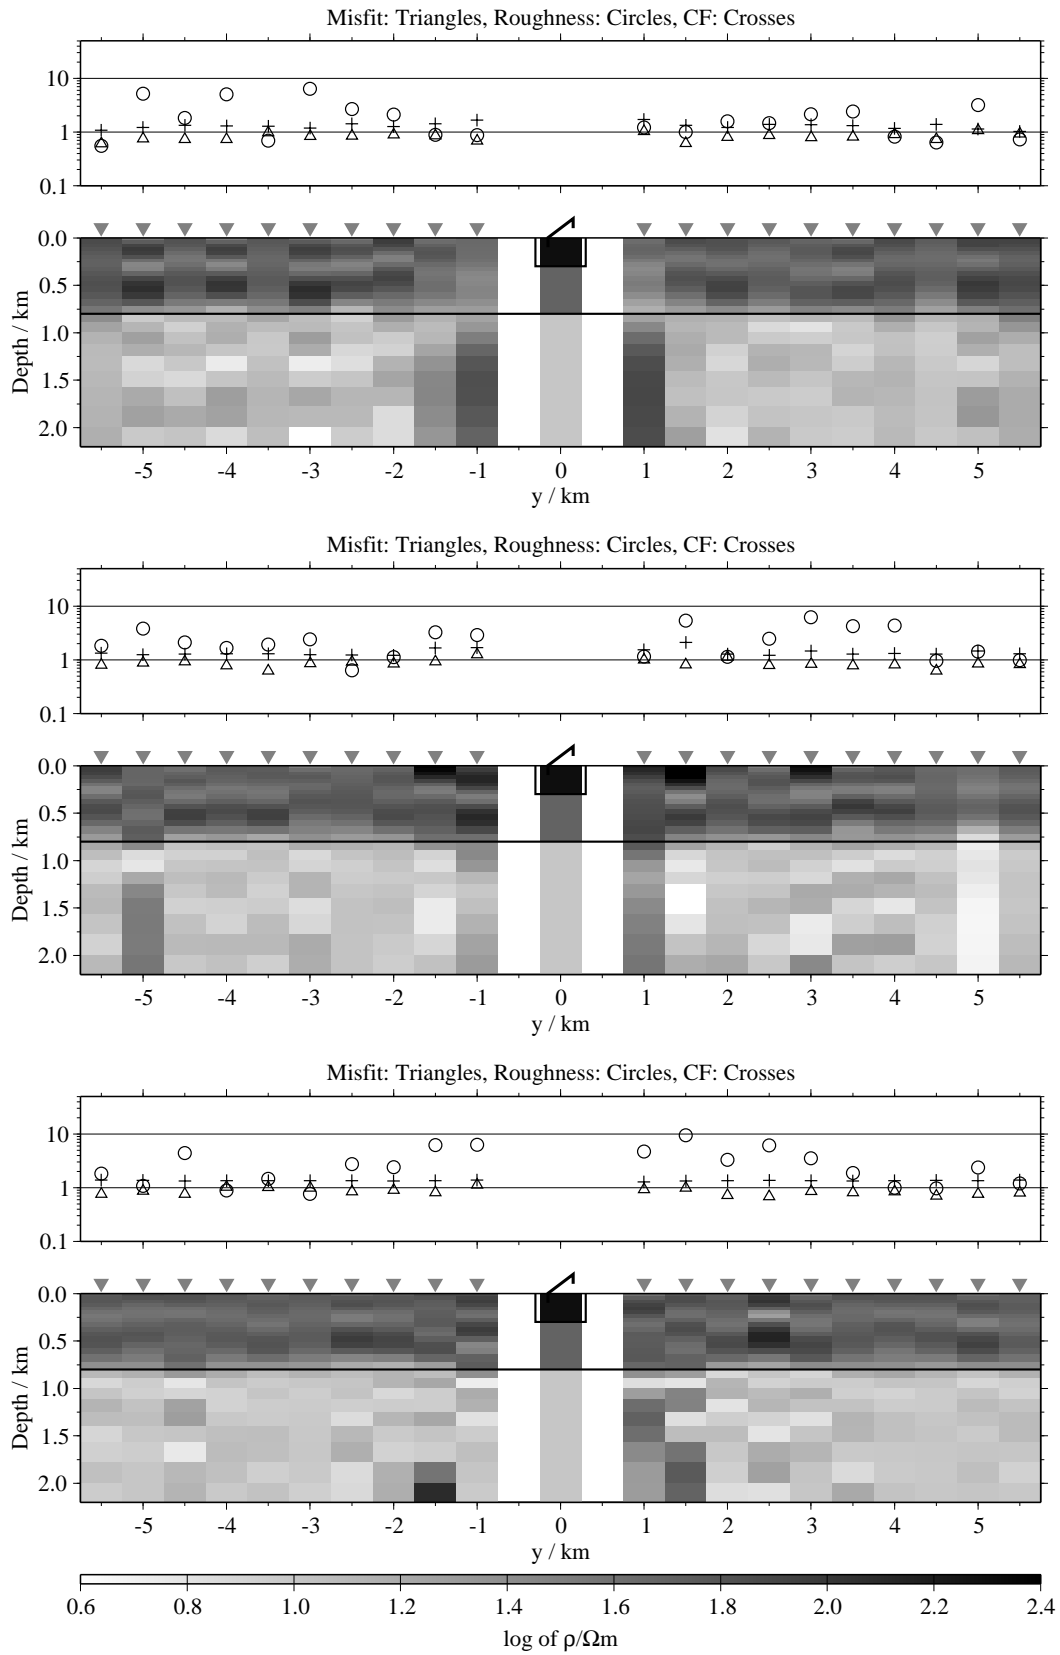 Misfit: Triangles, Roughness: Circles, CF: Crosses
10
1
0.1
0.0
0.5
1.0
1.5
2.0
Depth / km
-5 -4 -3 -2 -1 0 1 2 3 4 5
y / km
Misfit: Triangles, Roughness: Circles, CF: Crosses
10
1
0.1
0.0
0.5
1.0
1.5
2.0
Depth / km
-5 -4 -3 -2 -1 0 1 2 3 4 5
y / km
Misfit: Triangles, Roughness: Circles, CF: Crosses
10
1
0.1
0.0
0.5
1.0
1.5
2.0
Depth / km
-5 -4 -3 -2 -1 0 1 2 3 4 5
y / km
0.6 0.8 1.0 1.2 1.4 1.6 1.8 2.0 2.2 2.4
log of ρ/Ωm